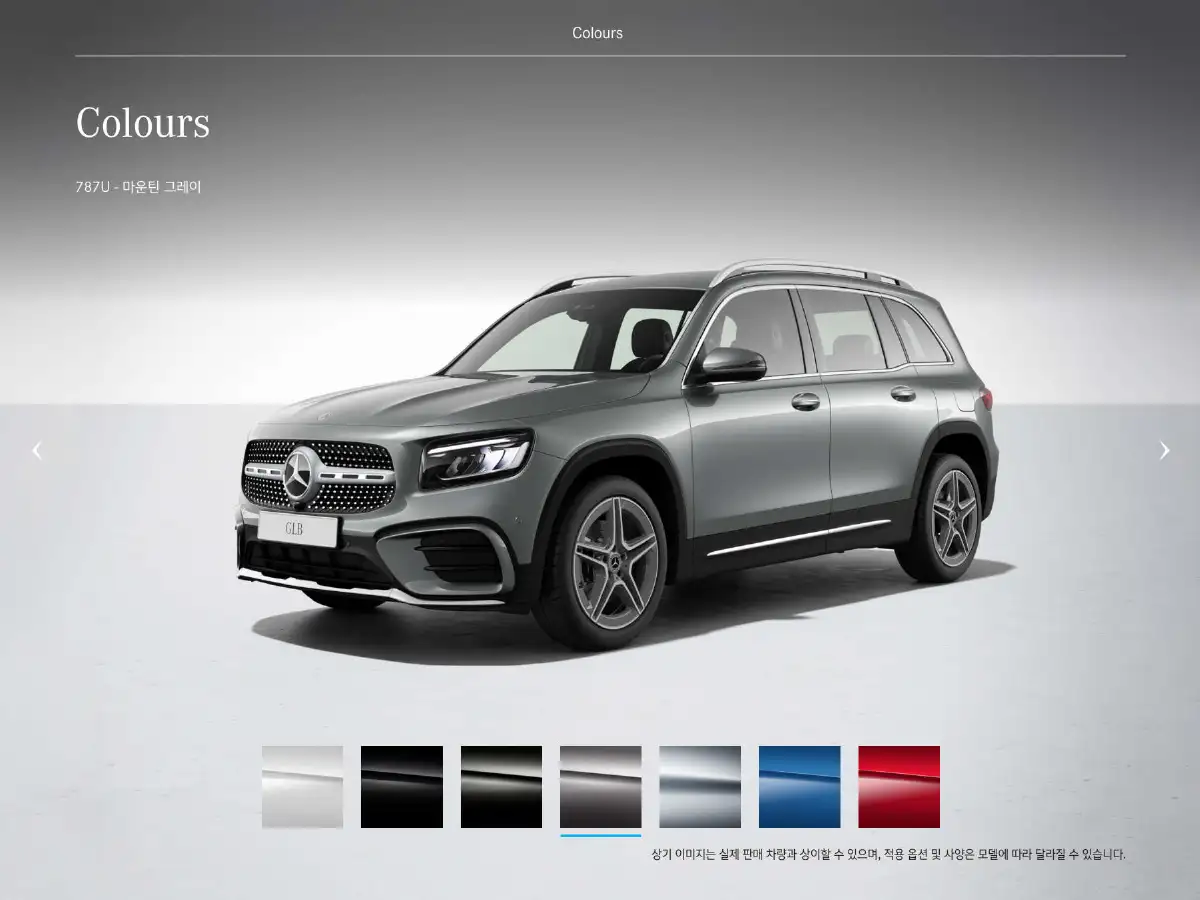 Colours
Colours
787U - 마운틴 그레이
GLB
상기 이미지는 실제 판매 차량과 상이할 수 있으며, 적용 옵션 및 사양은 모델에 따라 달라질 수 있습니다.